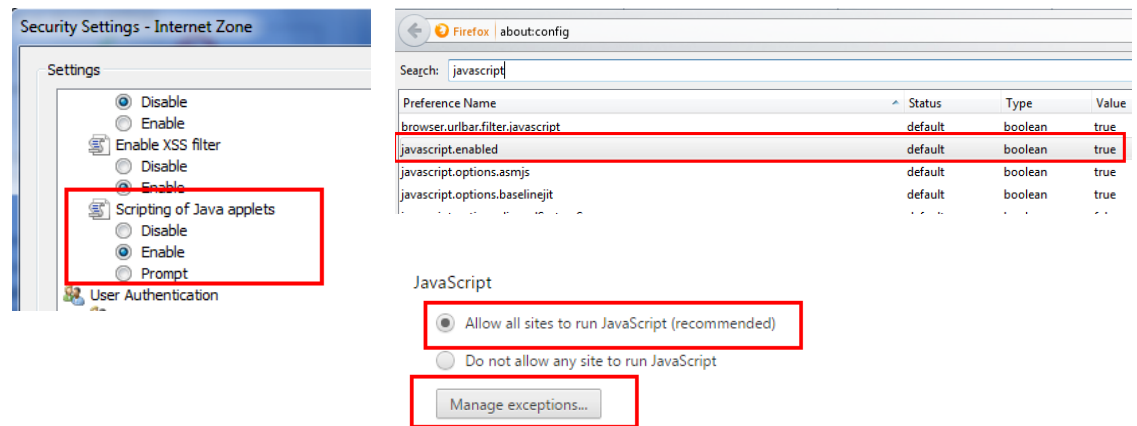 Security Settings - Internet Zone
Settings
Disable
Enable
Enable XSS filter
Disable
Enable
Scripting of Java applets
Disable
Enable
Prompt
User Authentication
Firefox about:config
Search: javascript
Preference Name Status Type Value
browser.urlbar.filter.javascript default boolean true
javascript.enabled default boolean true
javascript.options.asmjs default boolean true
javascript.options.baselinejit default boolean true
JavaScript
Allow all sites to run JavaScript (recommended)
Do not allow any site to run JavaScript
Manage exceptions...